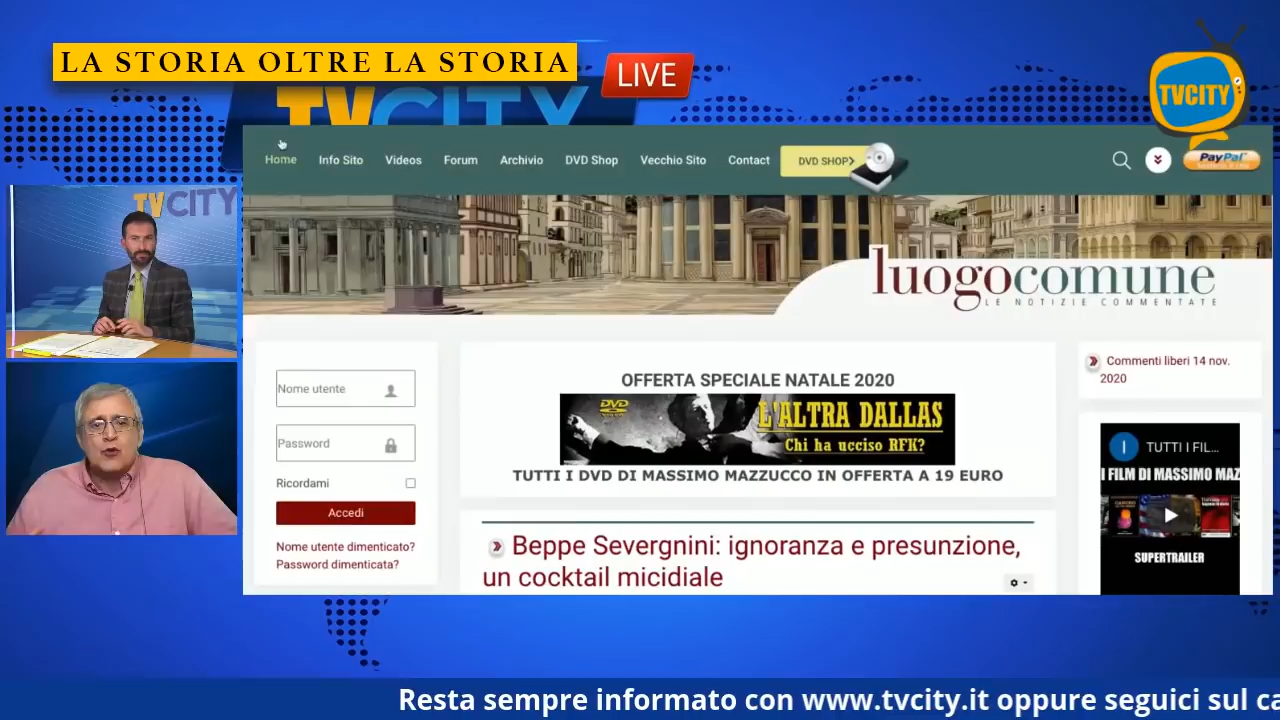 LA STORIA OLTRE LA STORIA
LIVE
TVCITY
TVCITY
Home
Info Sito
Videos
Forum
Archivio
DVD Shop
Vecchio Sito
Contact
DVD SHOP
PayPal
TVCITY
luogocomune
LE NOTIZIE COMMENTATE
Nome utente
Password
Ricordami
Accedi
Nome utente dimenticato?
Password dimenticata?
OFFERTA SPECIALE NATALE 2020
DVD
L'ALTRA DALLAS
Chi ha ucciso RFK?
TUTTI I DVD DI MASSIMO MAZZUCCO IN OFFERTA A 19 EURO
Beppe Severgnini: ignoranza e presunzione,
un cocktail micidiale
Commenti liberi 14 nov.
2020
I
TUTTI I FIL...
I FILM DI MASSIMO MAZ
SUPERTRAILER
Resta sempre informato con www.tvcity.it oppure seguici sul ca